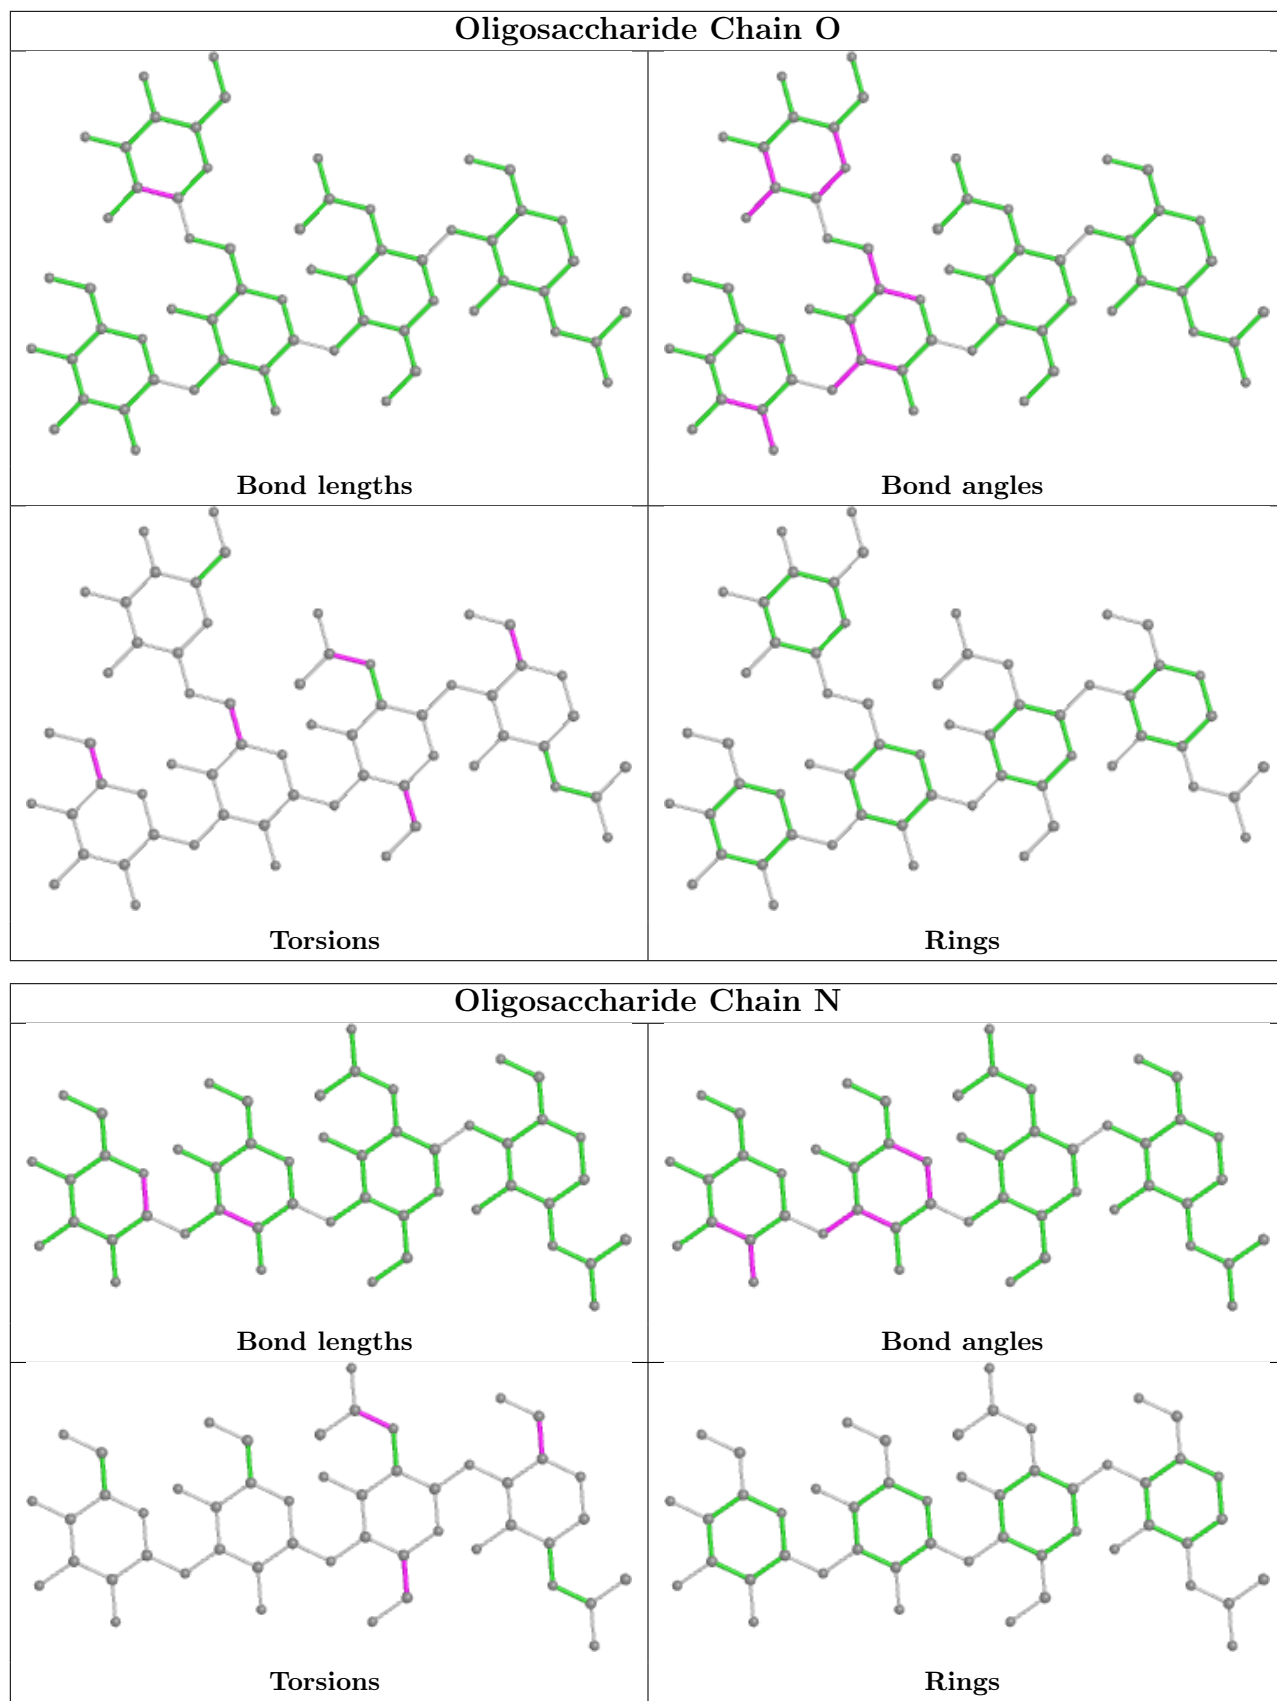 Oligosaccharide Chain O
Bond lengths
Bond angles
Torsions
Rings
Oligosaccharide Chain N
Bond lengths
Bond angles
Torsions
Rings